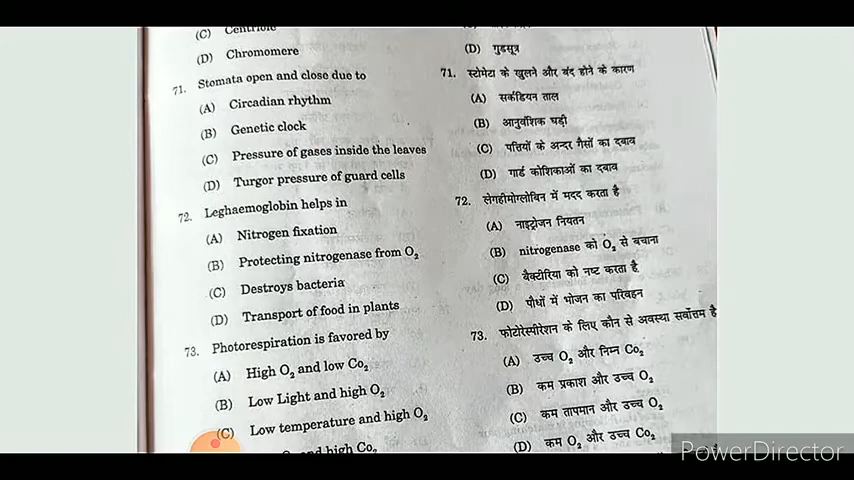 (C) Centriole
(D) Chromomere
71. Stomata open and close due to
(A) Circadian rhythm
(B) Genetic clock
(C) Pressure of gases inside the leaves
(D) Turgor pressure of guard cells
72. Leghaemoglobin helps in
(A) Nitrogen fixation
(B) Protecting nitrogenase from O₂
(C) Destroys bacteria
(D) Transport of food in plants
73. Photorespiration is favored by
(A) High O₂ and low Co₂
(B) Low Light and high O₂
(C) Low temperature and high O₂
and high Co₂
(D) गुडसूत्र
71. स्टोमेटा के खुलने और बंद होने के कारण
(A) सर्कडियन ताल
(B) आनुवंशिक घड़ी
(C) पत्तियों के अन्दर गैसों का दबाव
(D) गार्ड कोशिकाओं का दबाव
72. लेगहीमोग्लोबिन में मदद करता है
(A) नाइट्रोजन नियतन
(B) nitrogenase को O₂ से बचाना
(C) बैक्टीरिया को नष्ट करता है
(D) पौधों में भोजन का परिवहन
73. फोटोरेस्पीरेशन के लिए कौन से अवस्था सर्वोत्तम है
(A) उच्च O₂ और निम्न Co₂
(B) कम प्रकाश और उच्च O₂
(C) कम तापमान और उच्च O₂
(D) कम O₂ और उच्च Co₂
PowerDirector